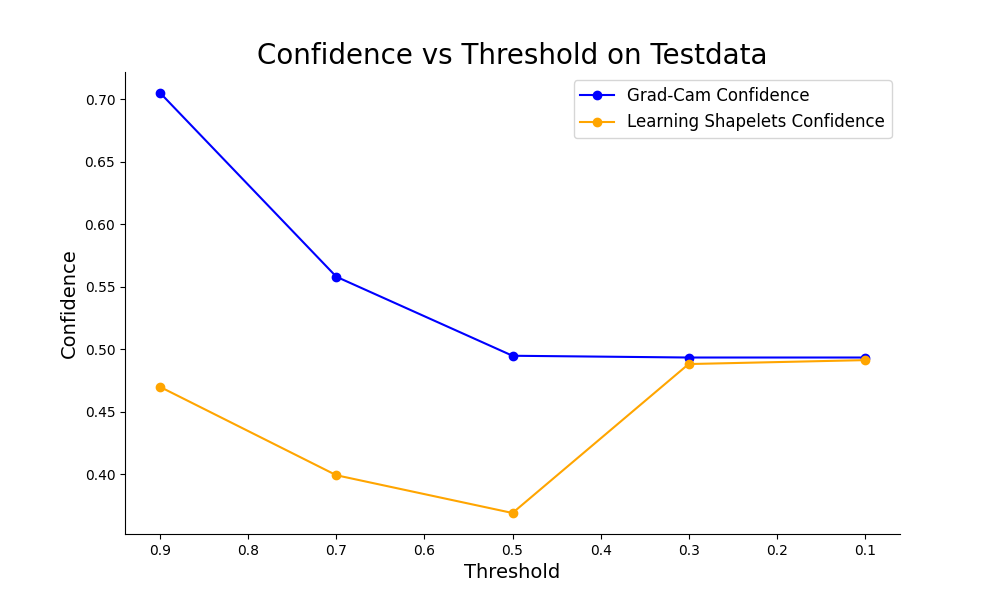 Confidence vs Threshold on Testdata
Grad-Cam Confidence
Learning Shapelets Confidence
Confidence
0.70
0.65
0.60
0.55
0.50
0.45
0.40
0.9 0.8 0.7 0.6 0.5 0.4 0.3 0.2 0.1
Threshold